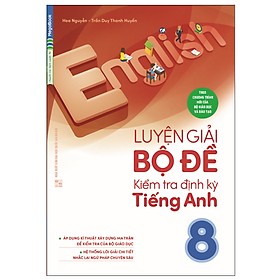 MegaBook
Hoa Nguyễn - Trần Duy Thanh Huyền
English
THEO
CHƯƠNG TRÌNH
MỚI CỦA
BỘ GIÁO DỤC
VÀ ĐÀO TẠO
LUYỆN GIẢI
BỘ ĐỀ
Kiểm tra định kỳ
Tiếng Anh
8
ÁP DỤNG KĨ THUẬT XÂY DỰNG MA TRẬN
ĐỀ KIỂM TRA CỦA BỘ GIÁO DỤC
HỆ THỐNG LỜI GIẢI CHI TIẾT
NHẮC LẠI NGỮ PHÁP CHUYÊN SÂU